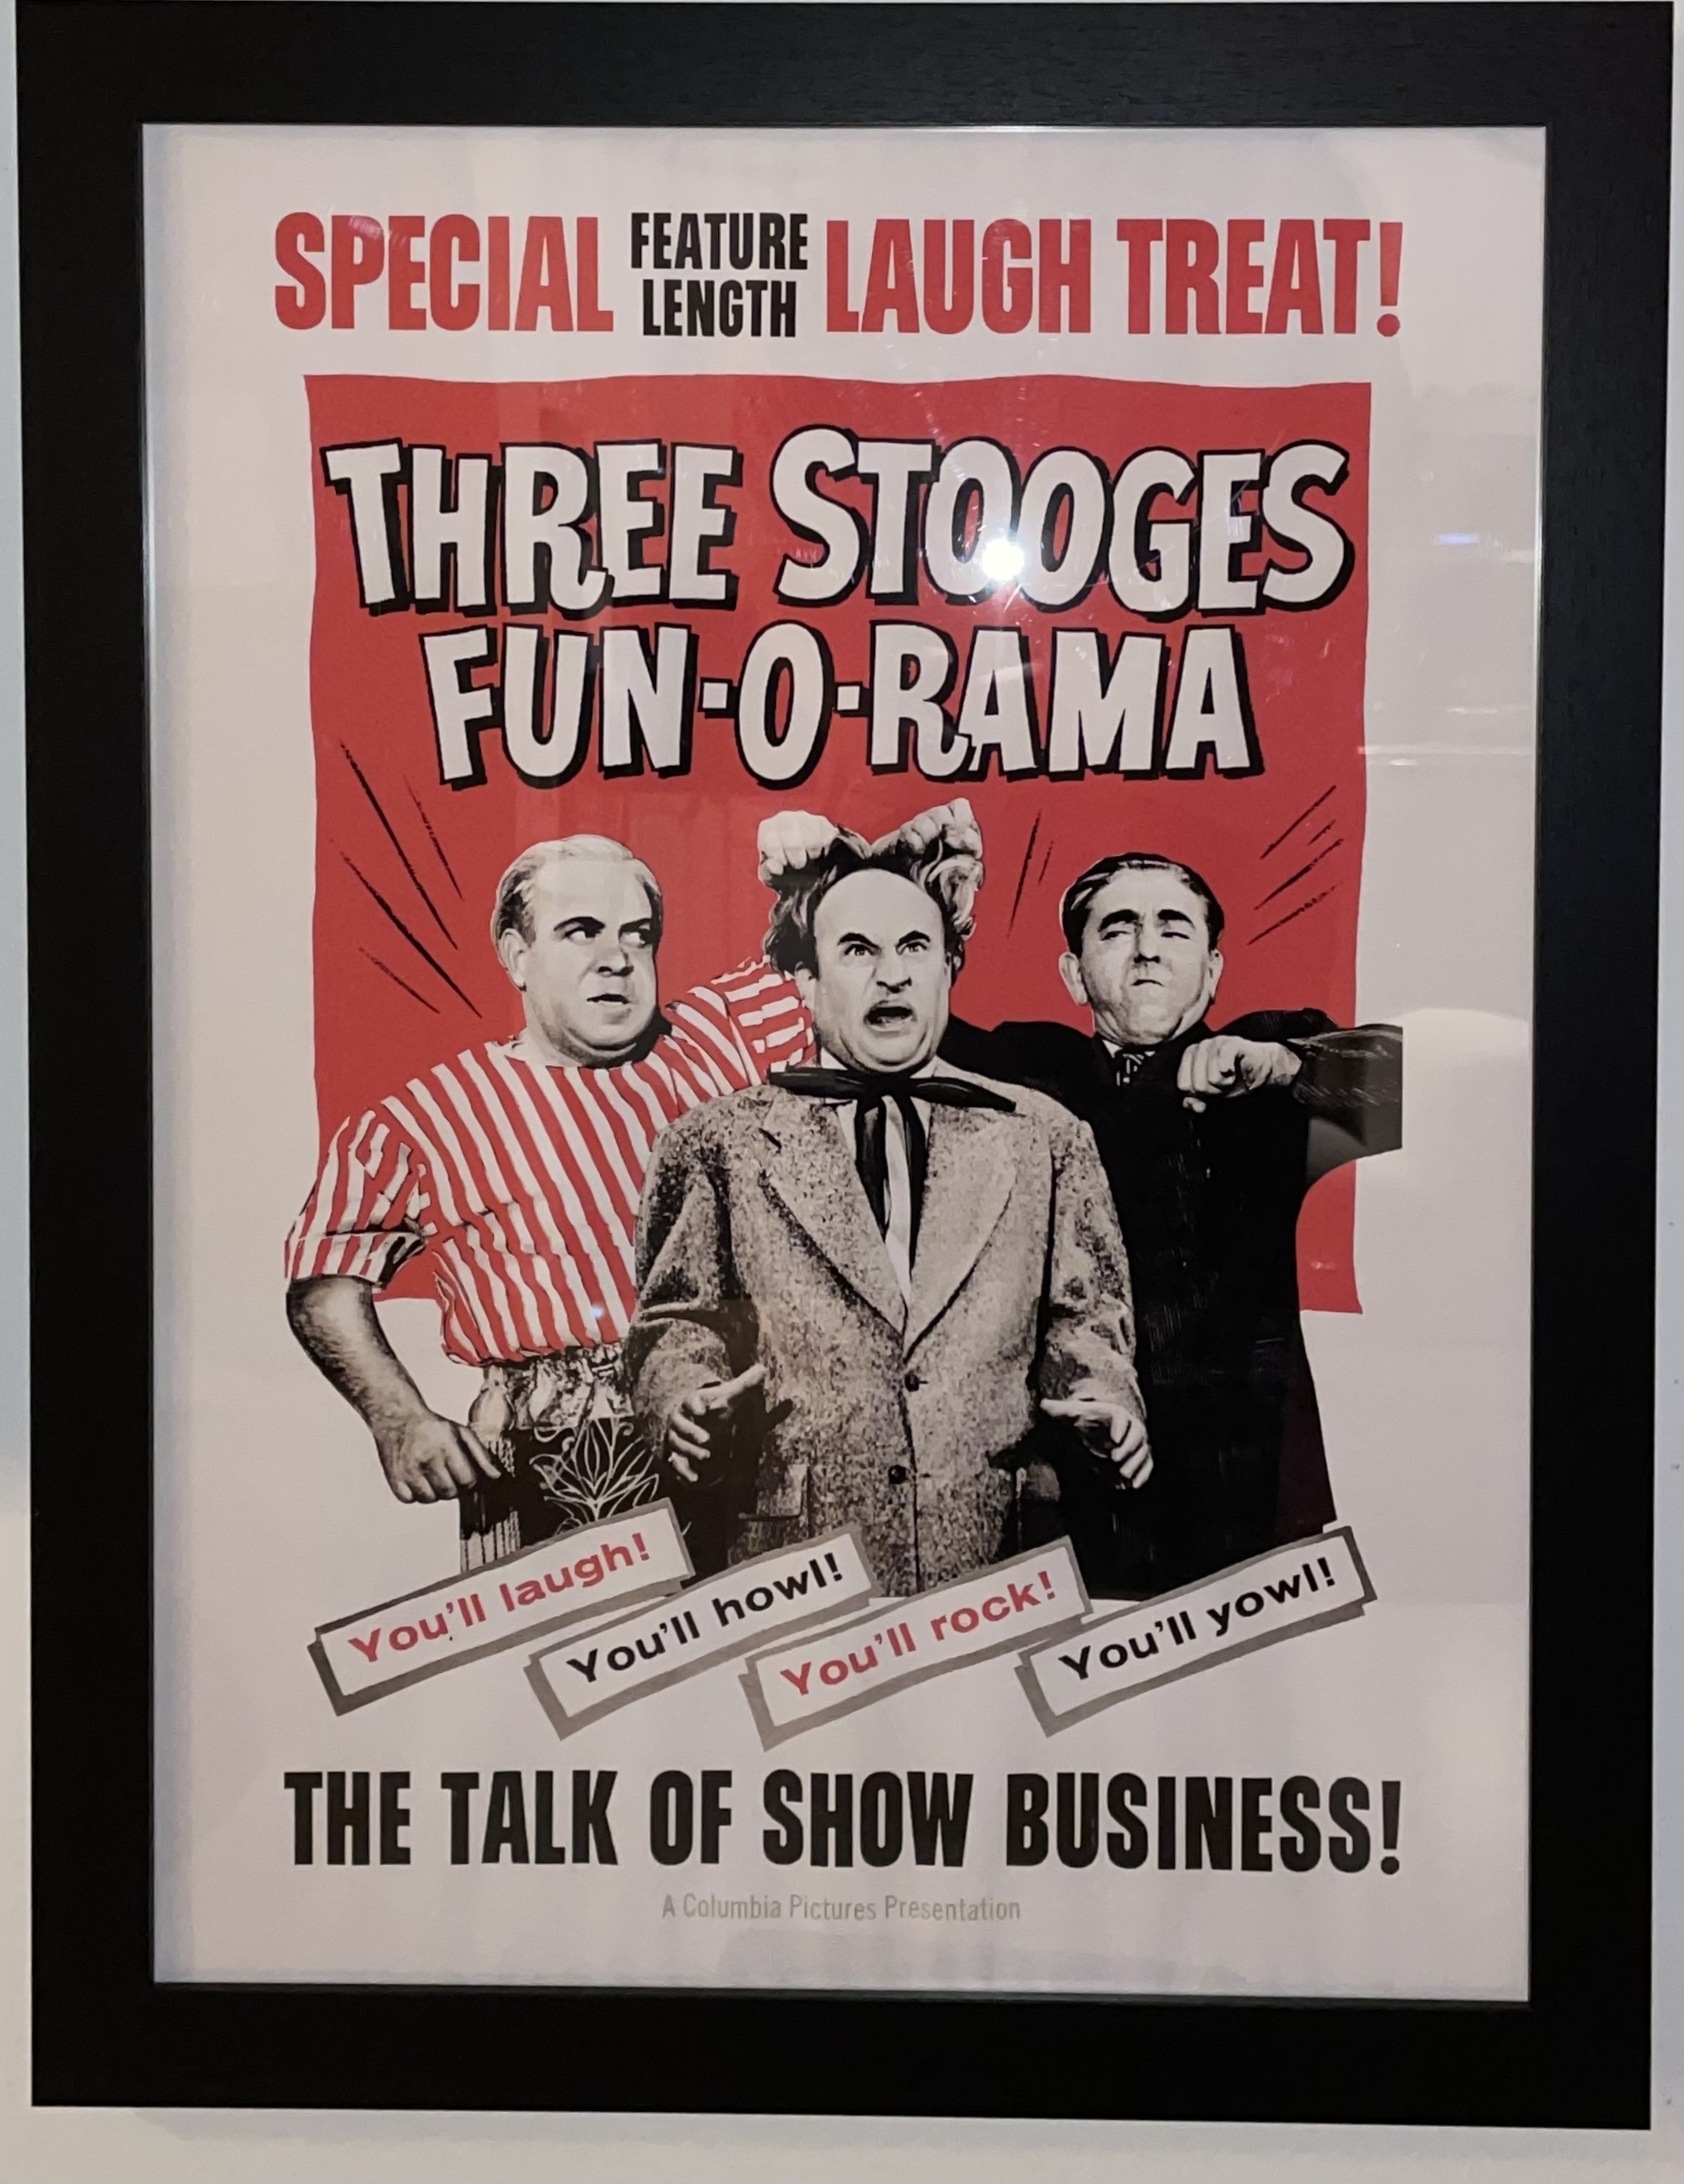 SPECIAL FEATURE LENGTH LAUGH TREAT!
THREE STOOGES
FUN-O-RAMA
You'll laugh!
You'll howl!
You'll rock!
You'll yowl!
THE TALK OF SHOW BUSINESS!
A Columbia Pictures Presentation